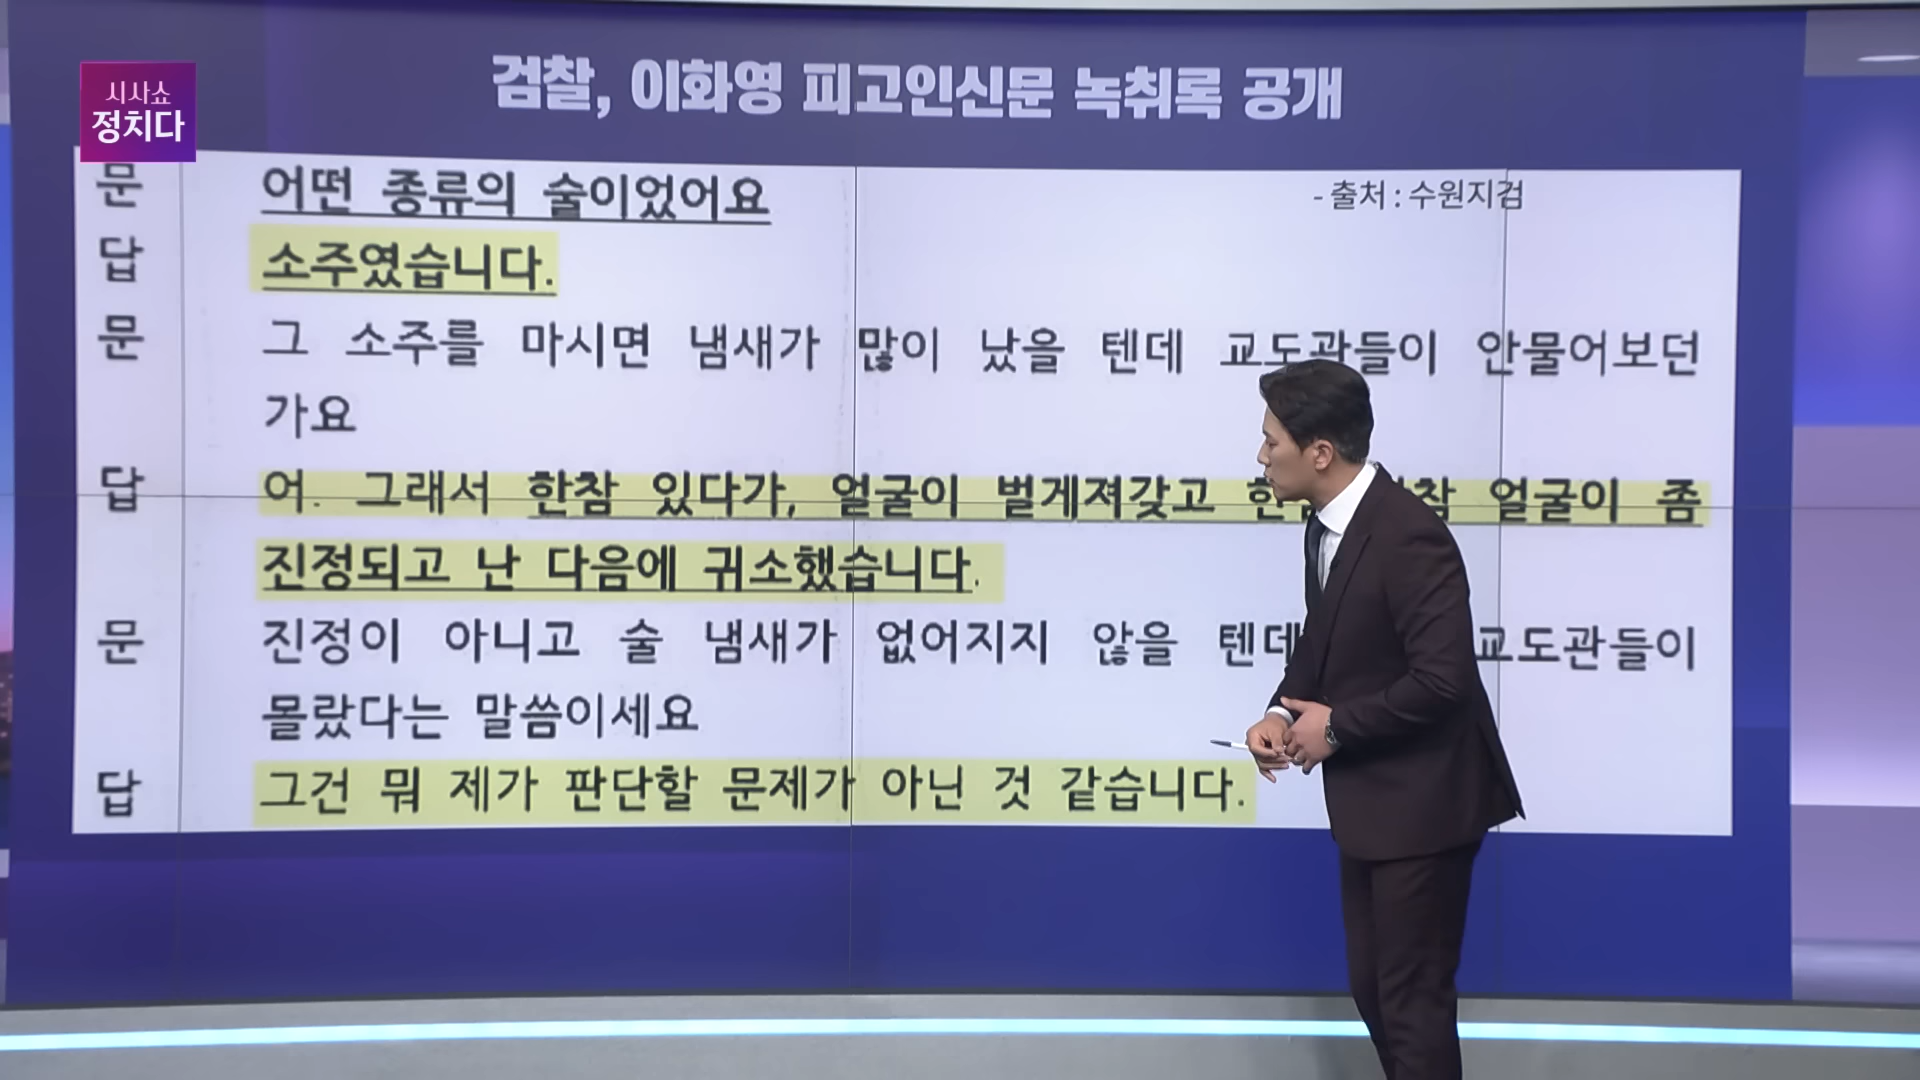 시사쇼
정치다
검찰, 이화영 피고인신문 녹취록 공개
- 출처 : 수원지검
문 어떤 종류의 술이었어요
답 소주였습니다.
문 그 소주를 마시면 냄새가 많이 났을 텐데 교도관들이 안물어보던
가요
답 어. 그래서 한참 있다가, 얼굴이 벌게져갖고 얼굴이 좀
진정되고 난 다음에 귀소했습니다.
문 진정이 아니고 술 냄새가 없어지지 않을 텐데 교도관들이
몰랐다는 말씀이세요
답 그건 뭐 제가 판단할 문제가 아닌 것 같습니다.